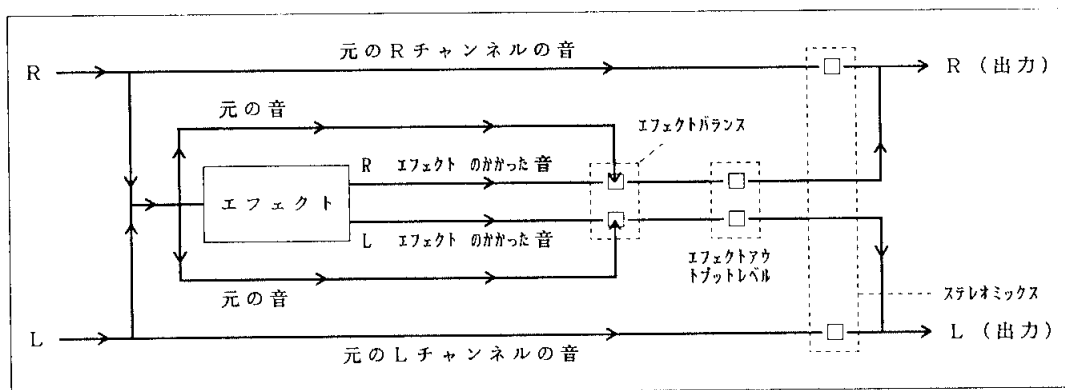 元のRチャンネルの音
R
R（出力）
元の音
エフェクトバランス
R エフェクト のかかった音
エフェクト
L エフェクト のかかった音
エフェクトアウ
トプットレベル
元の音
ステレオミックス
L
L（出力）
元のLチャンネルの音